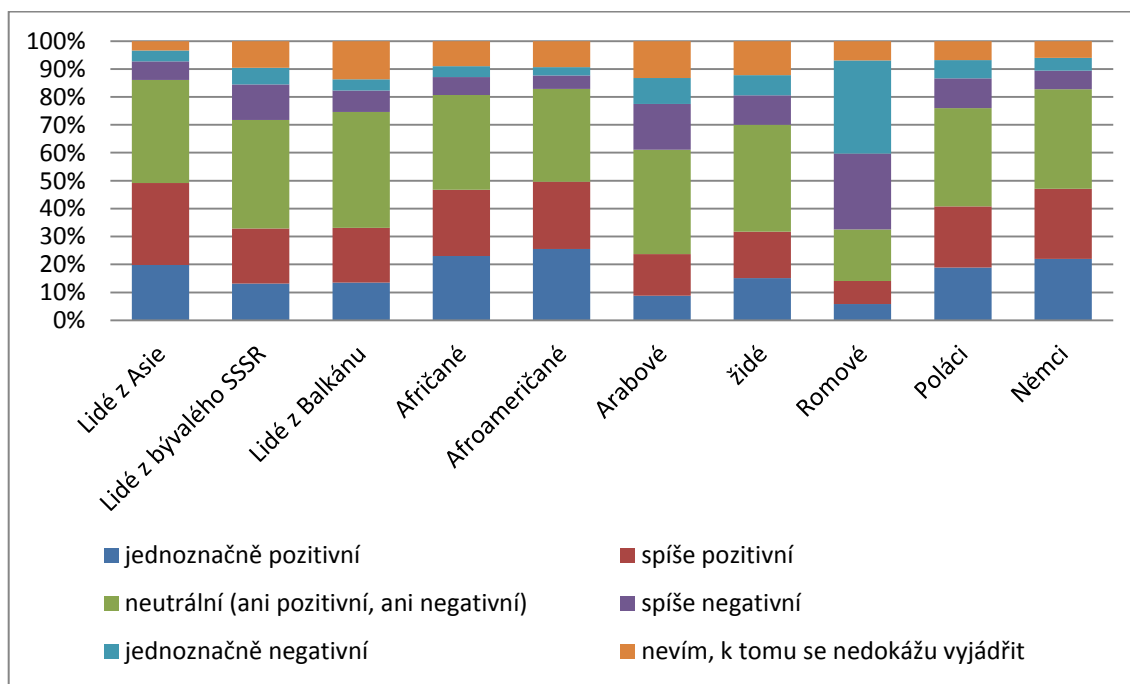 100%
90%
80%
70%
60%
50%
40%
30%
20%
10%
0%
Lidé z Asie
Lidé z bývalého SSSR
Lidé z Balkánu
Afričané
Afroameričané
Arabové
židé
Romové
Poláci
Němci
jednoznačně pozitivní
spíše pozitivní
neutrální (ani pozitivní, ani negativní)
spíše negativní
jednoznačně negativní
nevím, k tomu se nedokážu vyjádřit